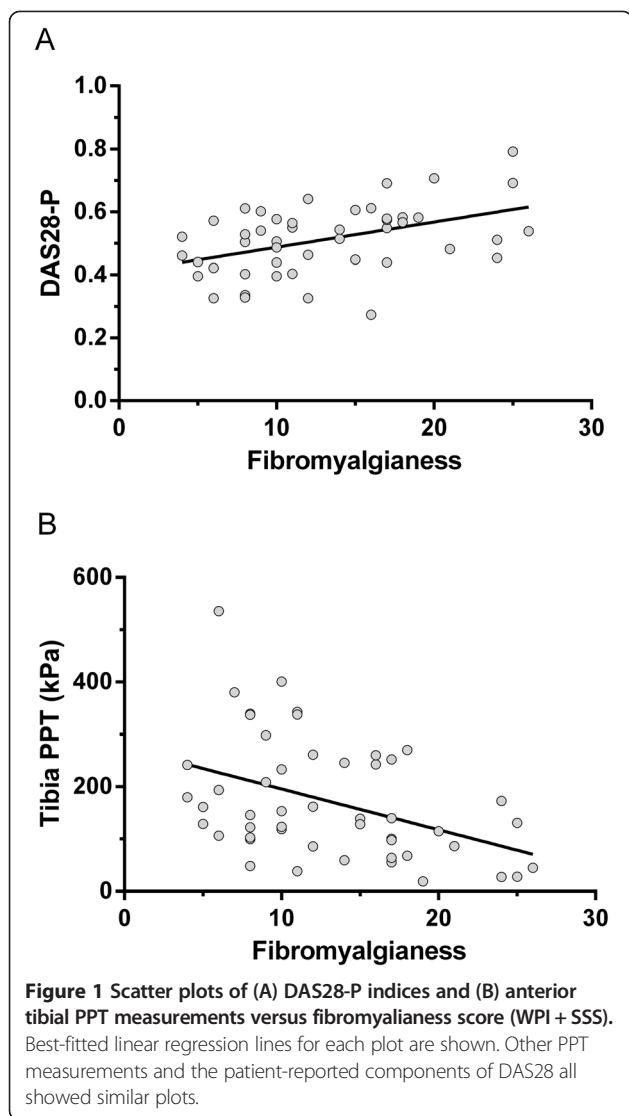 A
1.0
0.8
0.6
0.4
0.2
0.0
DAS28-P
0
10
20
30
Fibromyalgianess
B
600
400
200
0
Tibia PPT (kPa)
0
10
20
30
Fibromyalgianess
Figure 1 Scatter plots of (A) DAS28-P indices and (B) anterior
tibial PPT measurements versus fibromyalianess score (WPI + SSS).
Best-fitted linear regression lines for each plot are shown. Other PPT
measurements and the patient-reported components of DAS28 all
showed similar plots.